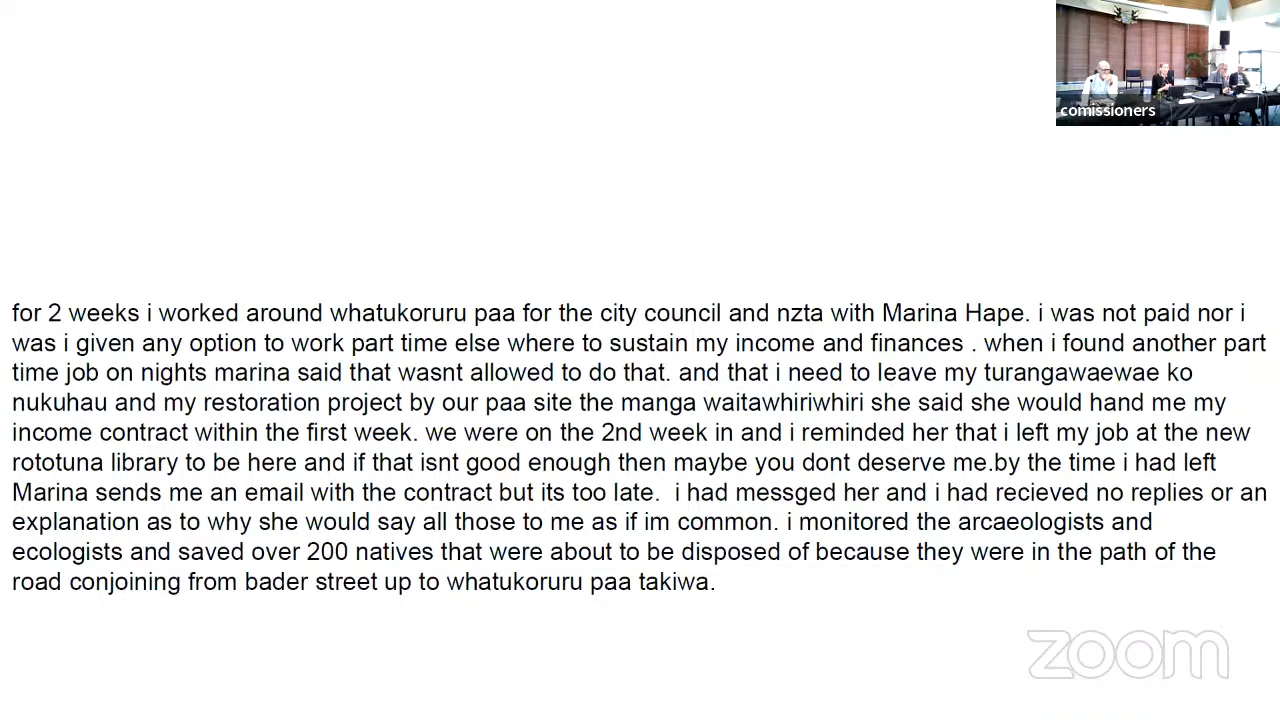 comissioners
for 2 weeks i worked around whatukoruru paa for the city council and nzta with Marina Hape. i was not paid nor i
was i given any option to work part time else where to sustain my income and finances . when i found another part
time job on nights marina said that wasnt allowed to do that. and that i need to leave my turangawaewae ko
nukuhau and my restoration project by our paa site the manga waitawhiriwhiri she said she would hand me my
income contract within the first week. we were on the 2nd week in and i reminded her that i left my job at the new
rototuna library to be here and if that isnt good enough then maybe you dont deserve me.by the time i had left
Marina sends me an email with the contract but its too late.  i had messged her and i had recieved no replies or an
explanation as to why she would say all those to me as if im common. i monitored the arcaeologists and
ecologists and saved over 200 natives that were about to be disposed of because they were in the path of the
road conjoining from bader street up to whatukoruru paa takiwa.
zoom